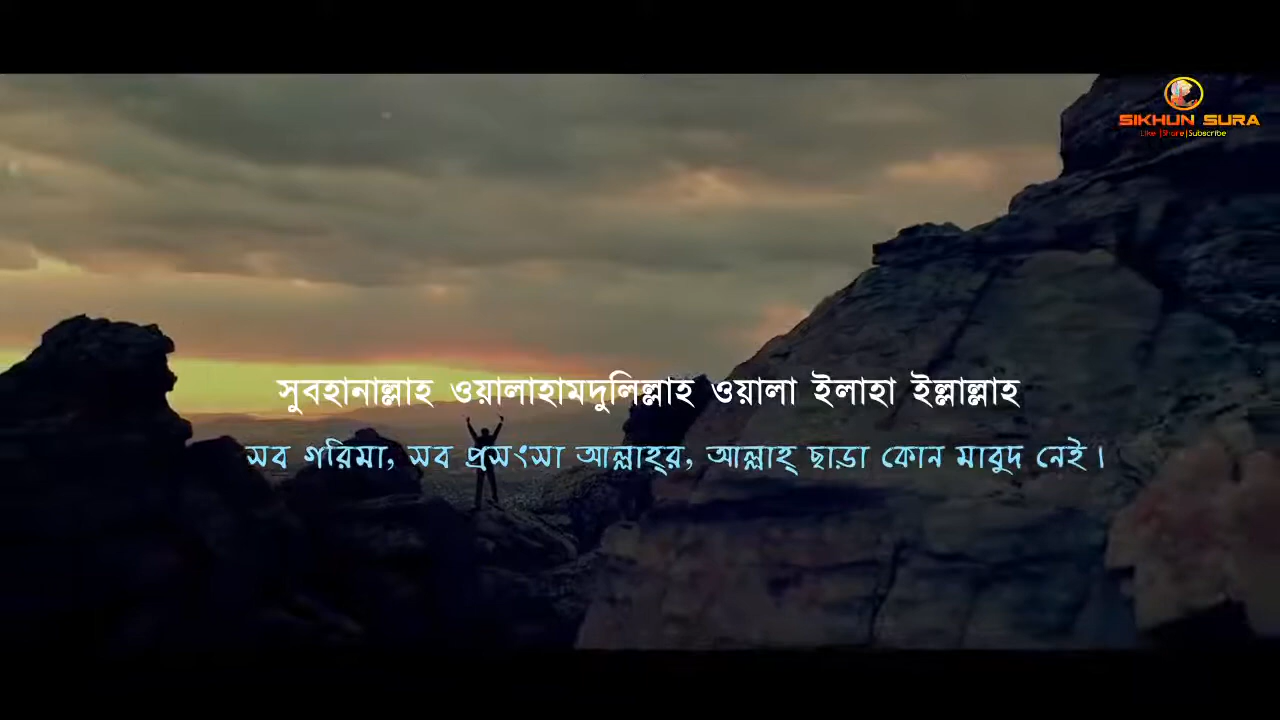 SIKHUN SURA
Like |Share|Subscribe
সুবহানাল্লাহ ওয়ালাহামদুলিল্লাহ ওয়ালা ইলাহা ইল্লাল্লাহ
সব গরিমা, সব প্রসংসা আল্লাহ্‌র, আল্লাহ্‌ ছাড়া কোন মাবুদ নেই।